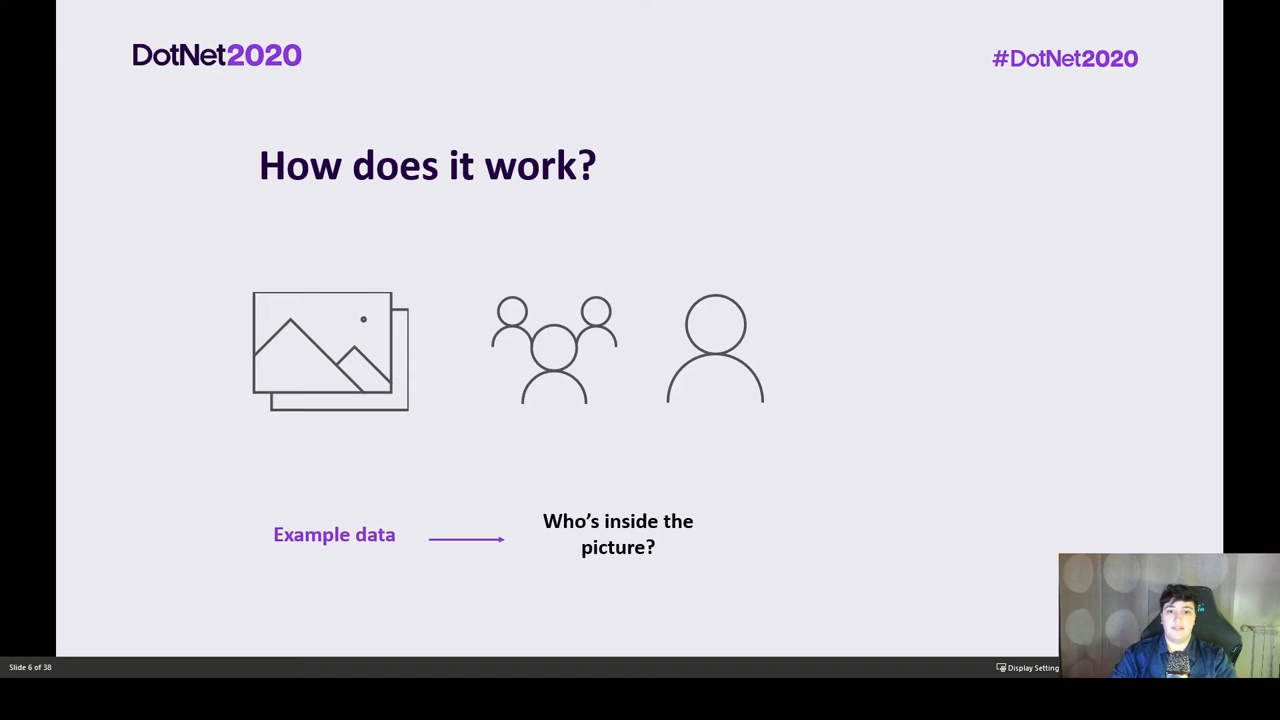 DotNet2020
#DotNet2020
How does it work?
Example data
Who’s inside the
picture?
Slide 6 of 38
Display Setting